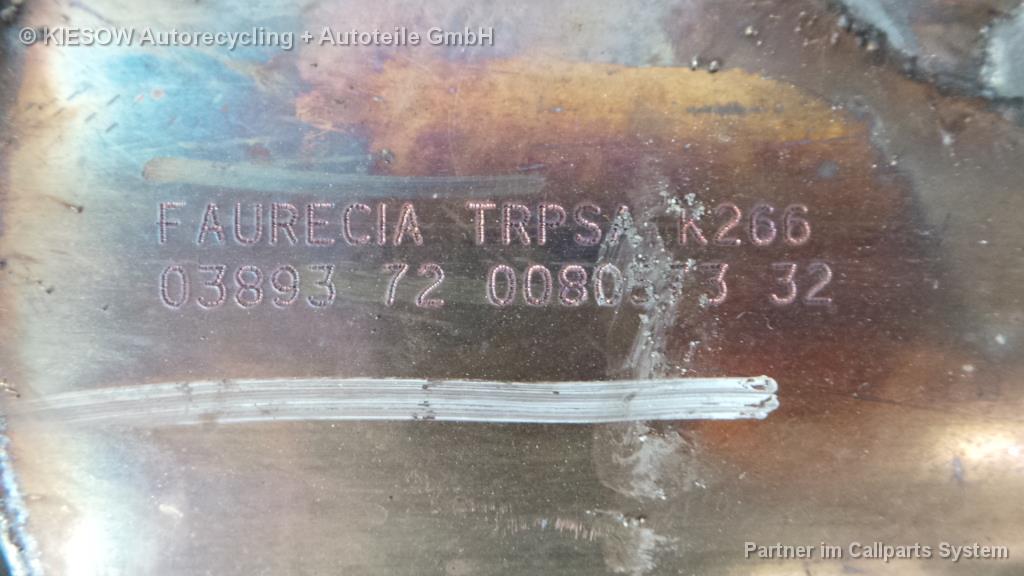 © KIESOW Autorecycling + Autoteile GmbH
FAURECIA TRPSA K266
03893 72 32
Partner im Callparts System